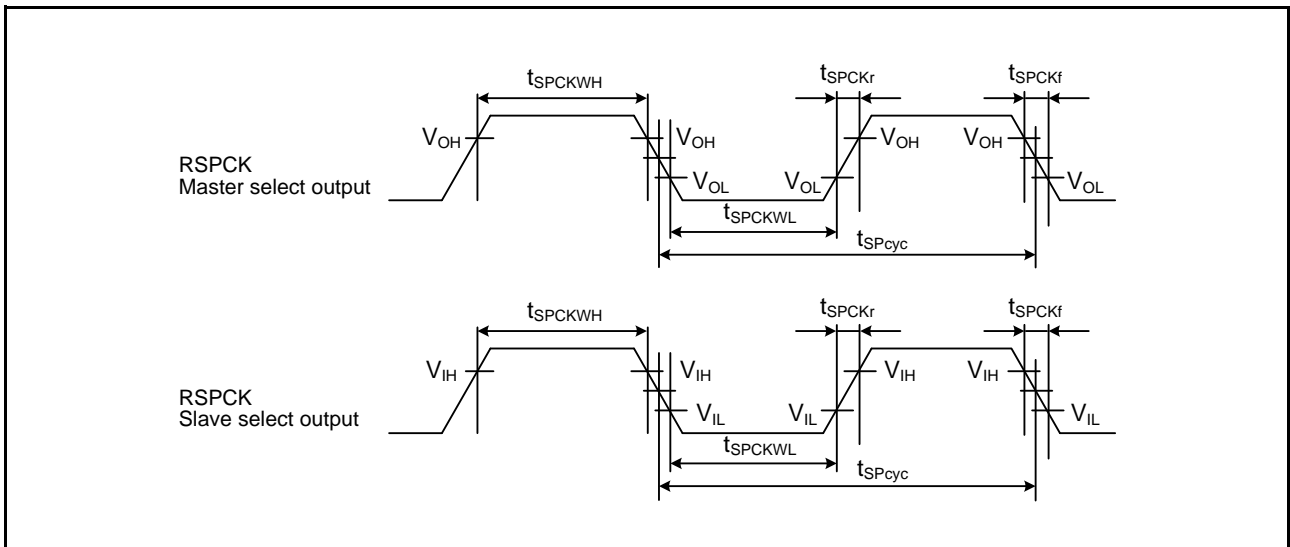 tSPCKWH tSPCKr tSPCKf
VOH VOH VOH VOH
RSPCK
Master select output
VOL VOL VOL
tSPCKWL
tSPcyc
tSPCKWH tSPCKr tSPCKf
VIH VIH VIH VIH
RSPCK
Slave select output
VIL VIL VIL
tSPCKWL
tSPcyc